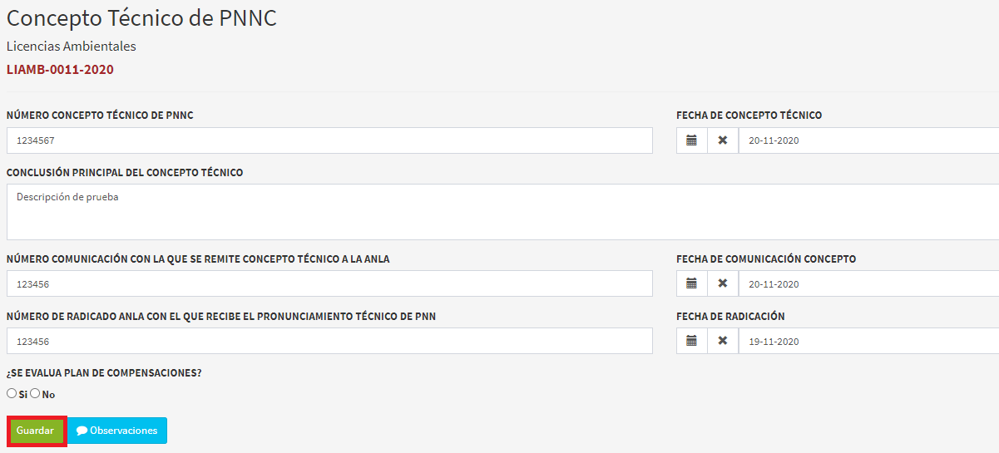 Concepto Técnico de PNNC
Licencias Ambientales
LIAMB-0011-2020
NÚMERO CONCEPTO TÉCNICO DE PNNC
FECHA DE CONCEPTO TÉCNICO
1234567
20-11-2020
CONCLUSIÓN PRINCIPAL DEL CONCEPTO TÉCNICO
Descripción de prueba
NÚMERO COMUNICACIÓN CON LA QUE SE REMITE CONCEPTO TÉCNICO A LA ANLA
FECHA DE COMUNICACIÓN CONCEPTO
123456
20-11-2020
NÚMERO DE RADICADO ANLA CON EL QUE RECIBE EL PRONUNCIAMIENTO TÉCNICO DE PNN
FECHA DE RADICACIÓN
123456
19-11-2020
¿SE EVALUA PLAN DE COMPENSACIONES?
Si No
Guardar Observaciones